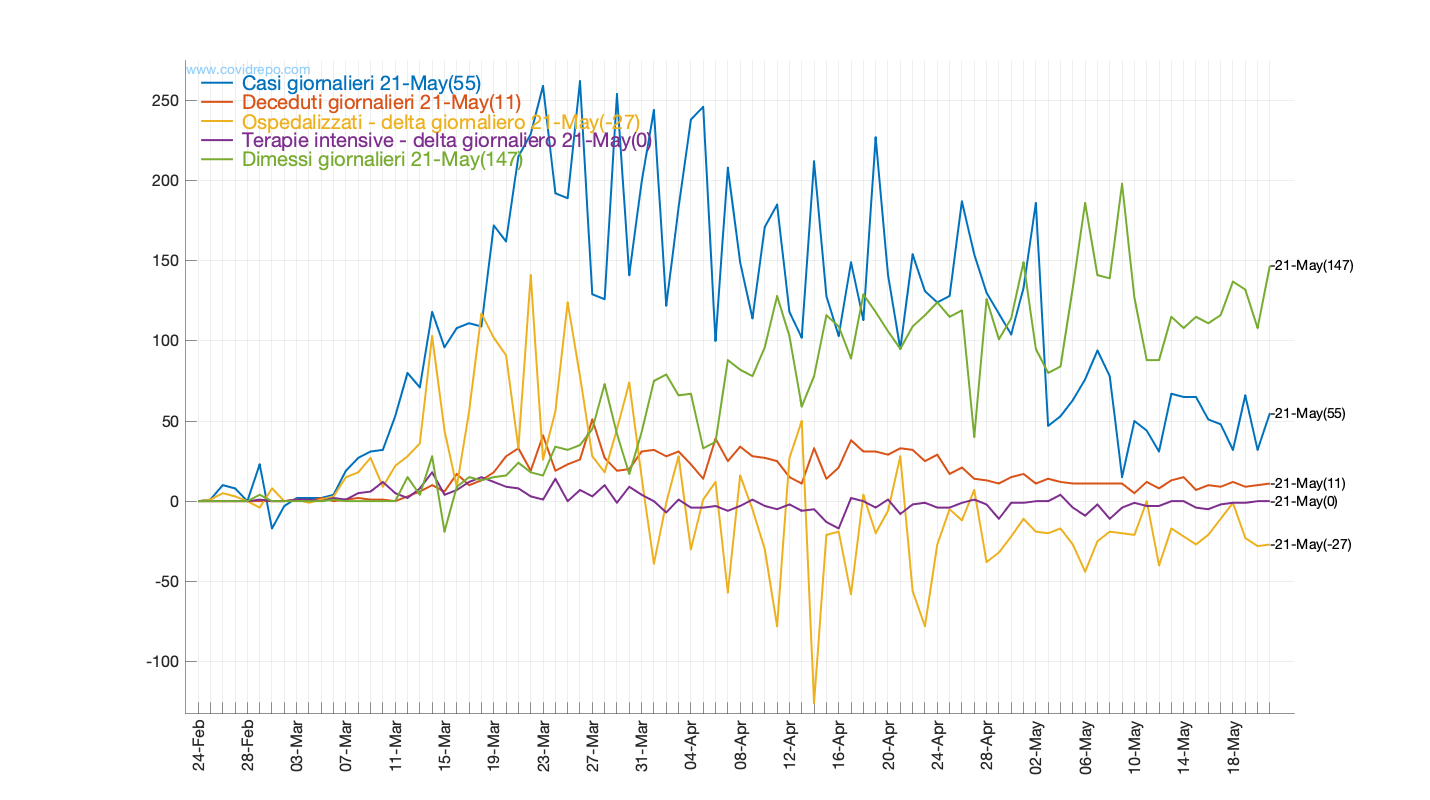 www.covidrepo.com
Casi giornalieri 21-May(55)
Deceduti giornalieri 21-May(11)
Ospedalizzati - delta giornaliero 21-May(-27)
Terapie intensive - delta giornaliero 21-May(0)
Dimessi giornalieri 21-May(147)
250
200
150
100
50
0
-50
-100
-21-May(147)
-21-May(55)
-21-May(11)
-21-May(0)
-21-May(-27)
24-Feb
28-Feb
03-Mar
07-Mar
11-Mar
15-Mar
19-Mar
23-Mar
27-Mar
31-Mar
04-Apr
08-Apr
12-Apr
16-Apr
20-Apr
24-Apr
28-Apr
02-May
06-May
10-May
14-May
18-May